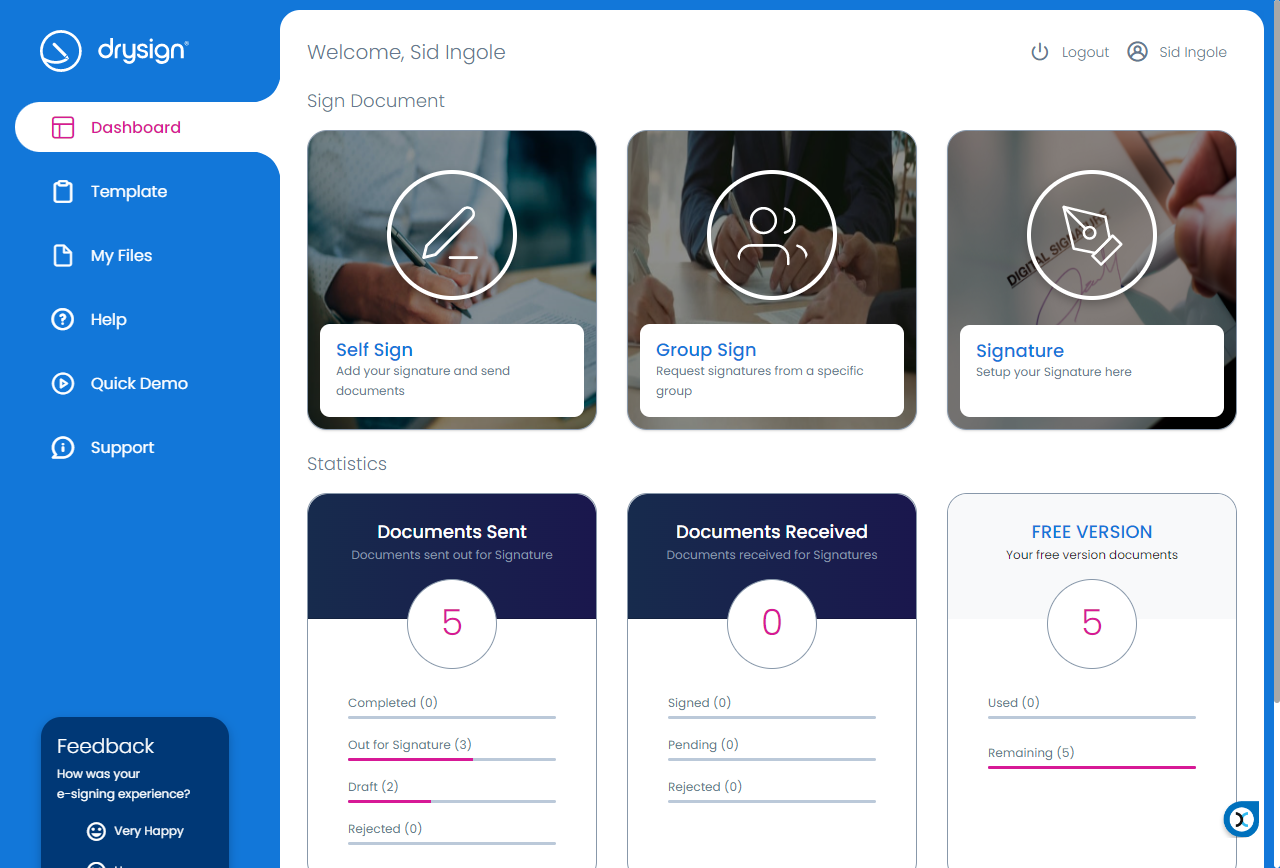 drysign®
Dashboard
Template
My Files
Help
Quick Demo
Support
Feedback
How was your
e-signing experience?
Very Happy
Welcome, Sid Ingole
Logout
Sid Ingole
Sign Document
Self Sign
Add your signature and send
documents
Group Sign
Request signatures from a specific
group
DIGITAL SIGNATURE
Signature
Setup your Signature here
Statistics
Documents Sent
Documents sent out for Signature
5
Completed (0)
Out for Signature (3)
Draft (2)
Rejected (0)
Documents Received
Documents received for Signatures
0
Signed (0)
Pending (0)
Rejected (0)
FREE VERSION
Your free version documents
5
Used (0)
Remaining (5)